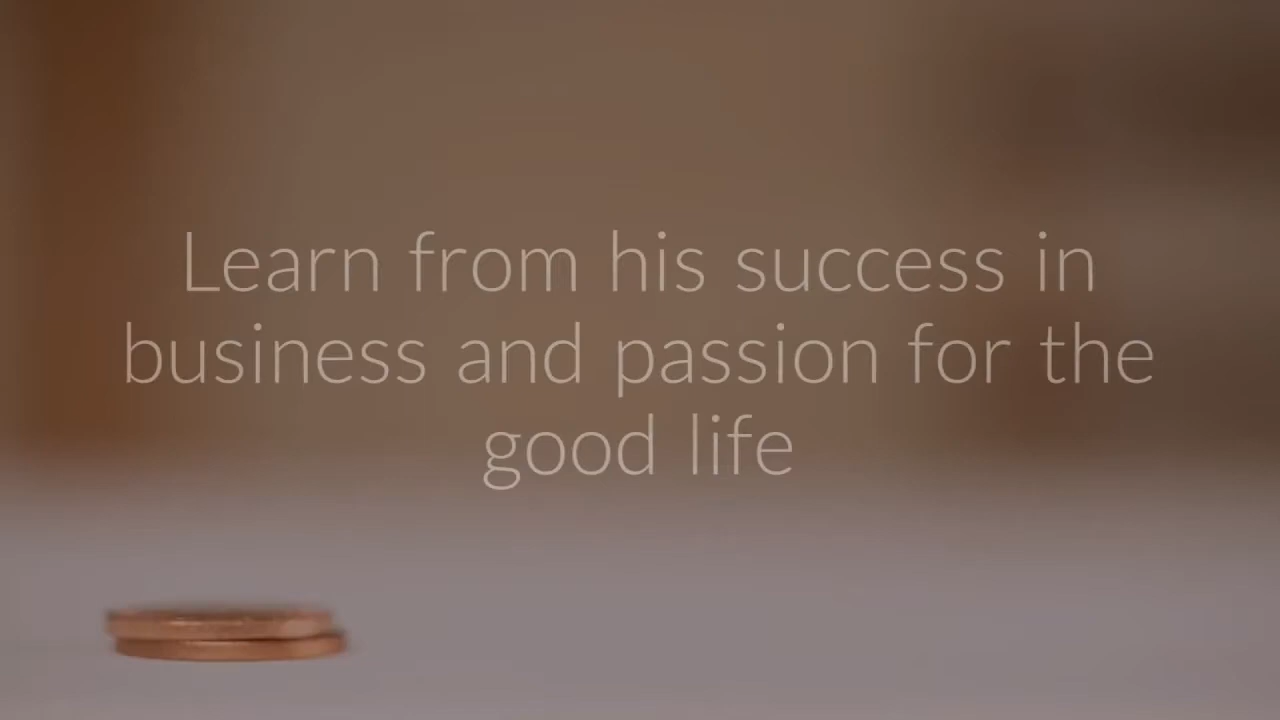 Learn from his success in
business and passion for the
good life